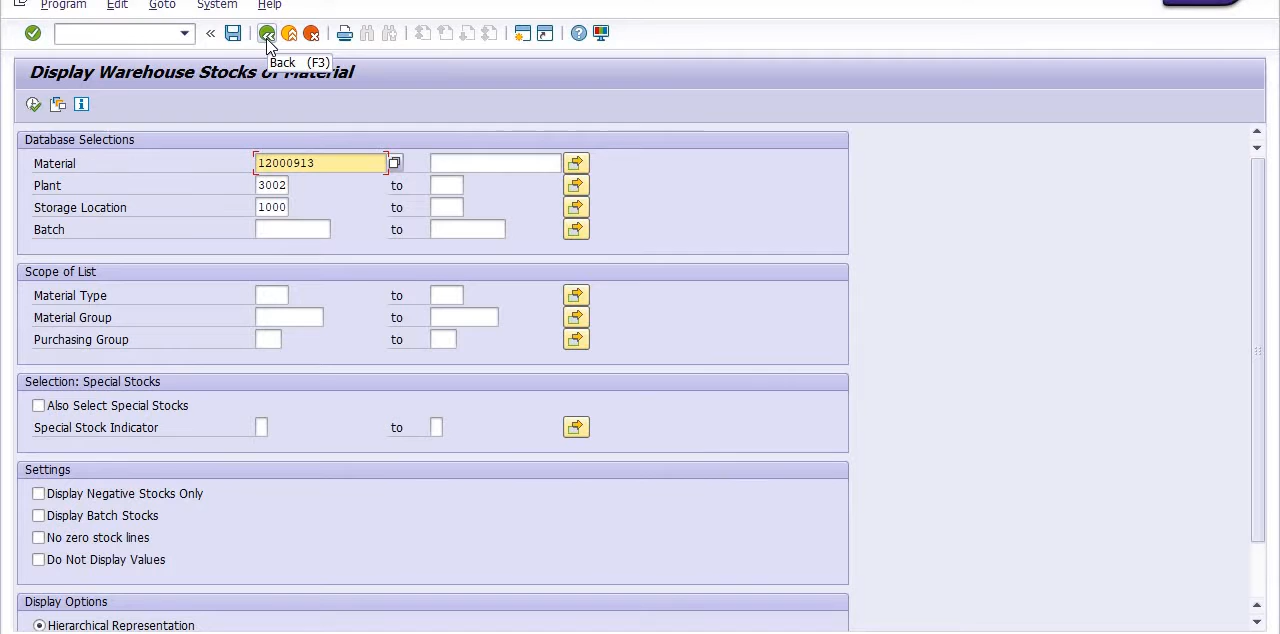 Program Edit Goto System Help
Back (F3)
Display Warehouse Stocks of Material
Database Selections
Material 12000913
Plant 3002 to
Storage Location 1000 to
Batch to
Scope of List
Material Type to
Material Group to
Purchasing Group to
Selection: Special Stocks
Also Select Special Stocks
Special Stock Indicator to
Settings
Display Negative Stocks Only
Display Batch Stocks
No zero stock lines
Do Not Display Values
Display Options
Hierarchical Representation